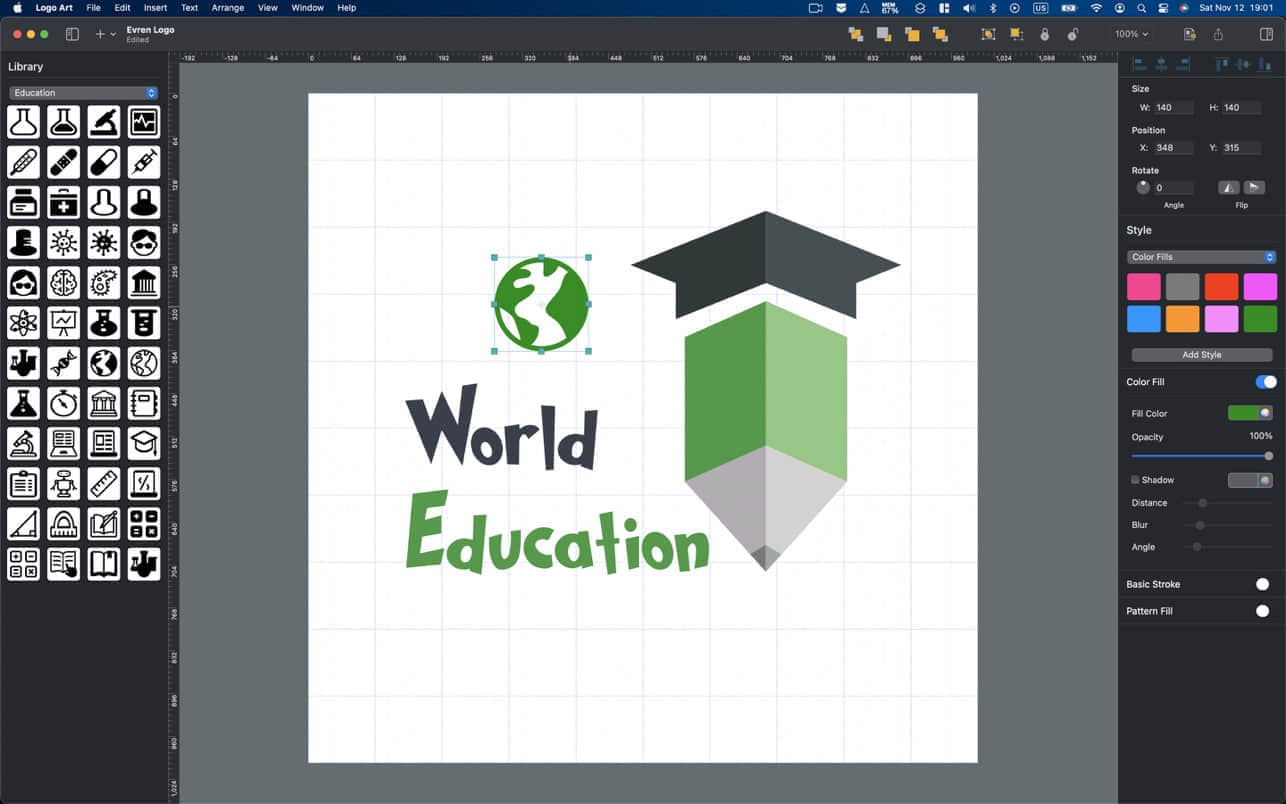 Logo Art File Edit Insert Text Arrange View Window Help MEM 67% US Sat Nov 12 19:01
Evren Logo
Edited
100%
Library
Education
-192 -128 -64 0 64 128 192 256 320 384 448 512 576 640 704 768 832 896 960 1,024 1,088 1,152
0
64
128
192
256
320
384
448
512
576
640
704
768
832
896
960
1,024
World
Education
Size
W: 140 H: 140
Position
X: 348 Y: 315
Rotate
0
Angle Flip
Style
Color Fills
Add Style
Color Fill
Fill Color
Opacity 100%
Shadow
Distance
Blur
Angle
Basic Stroke
Pattern Fill